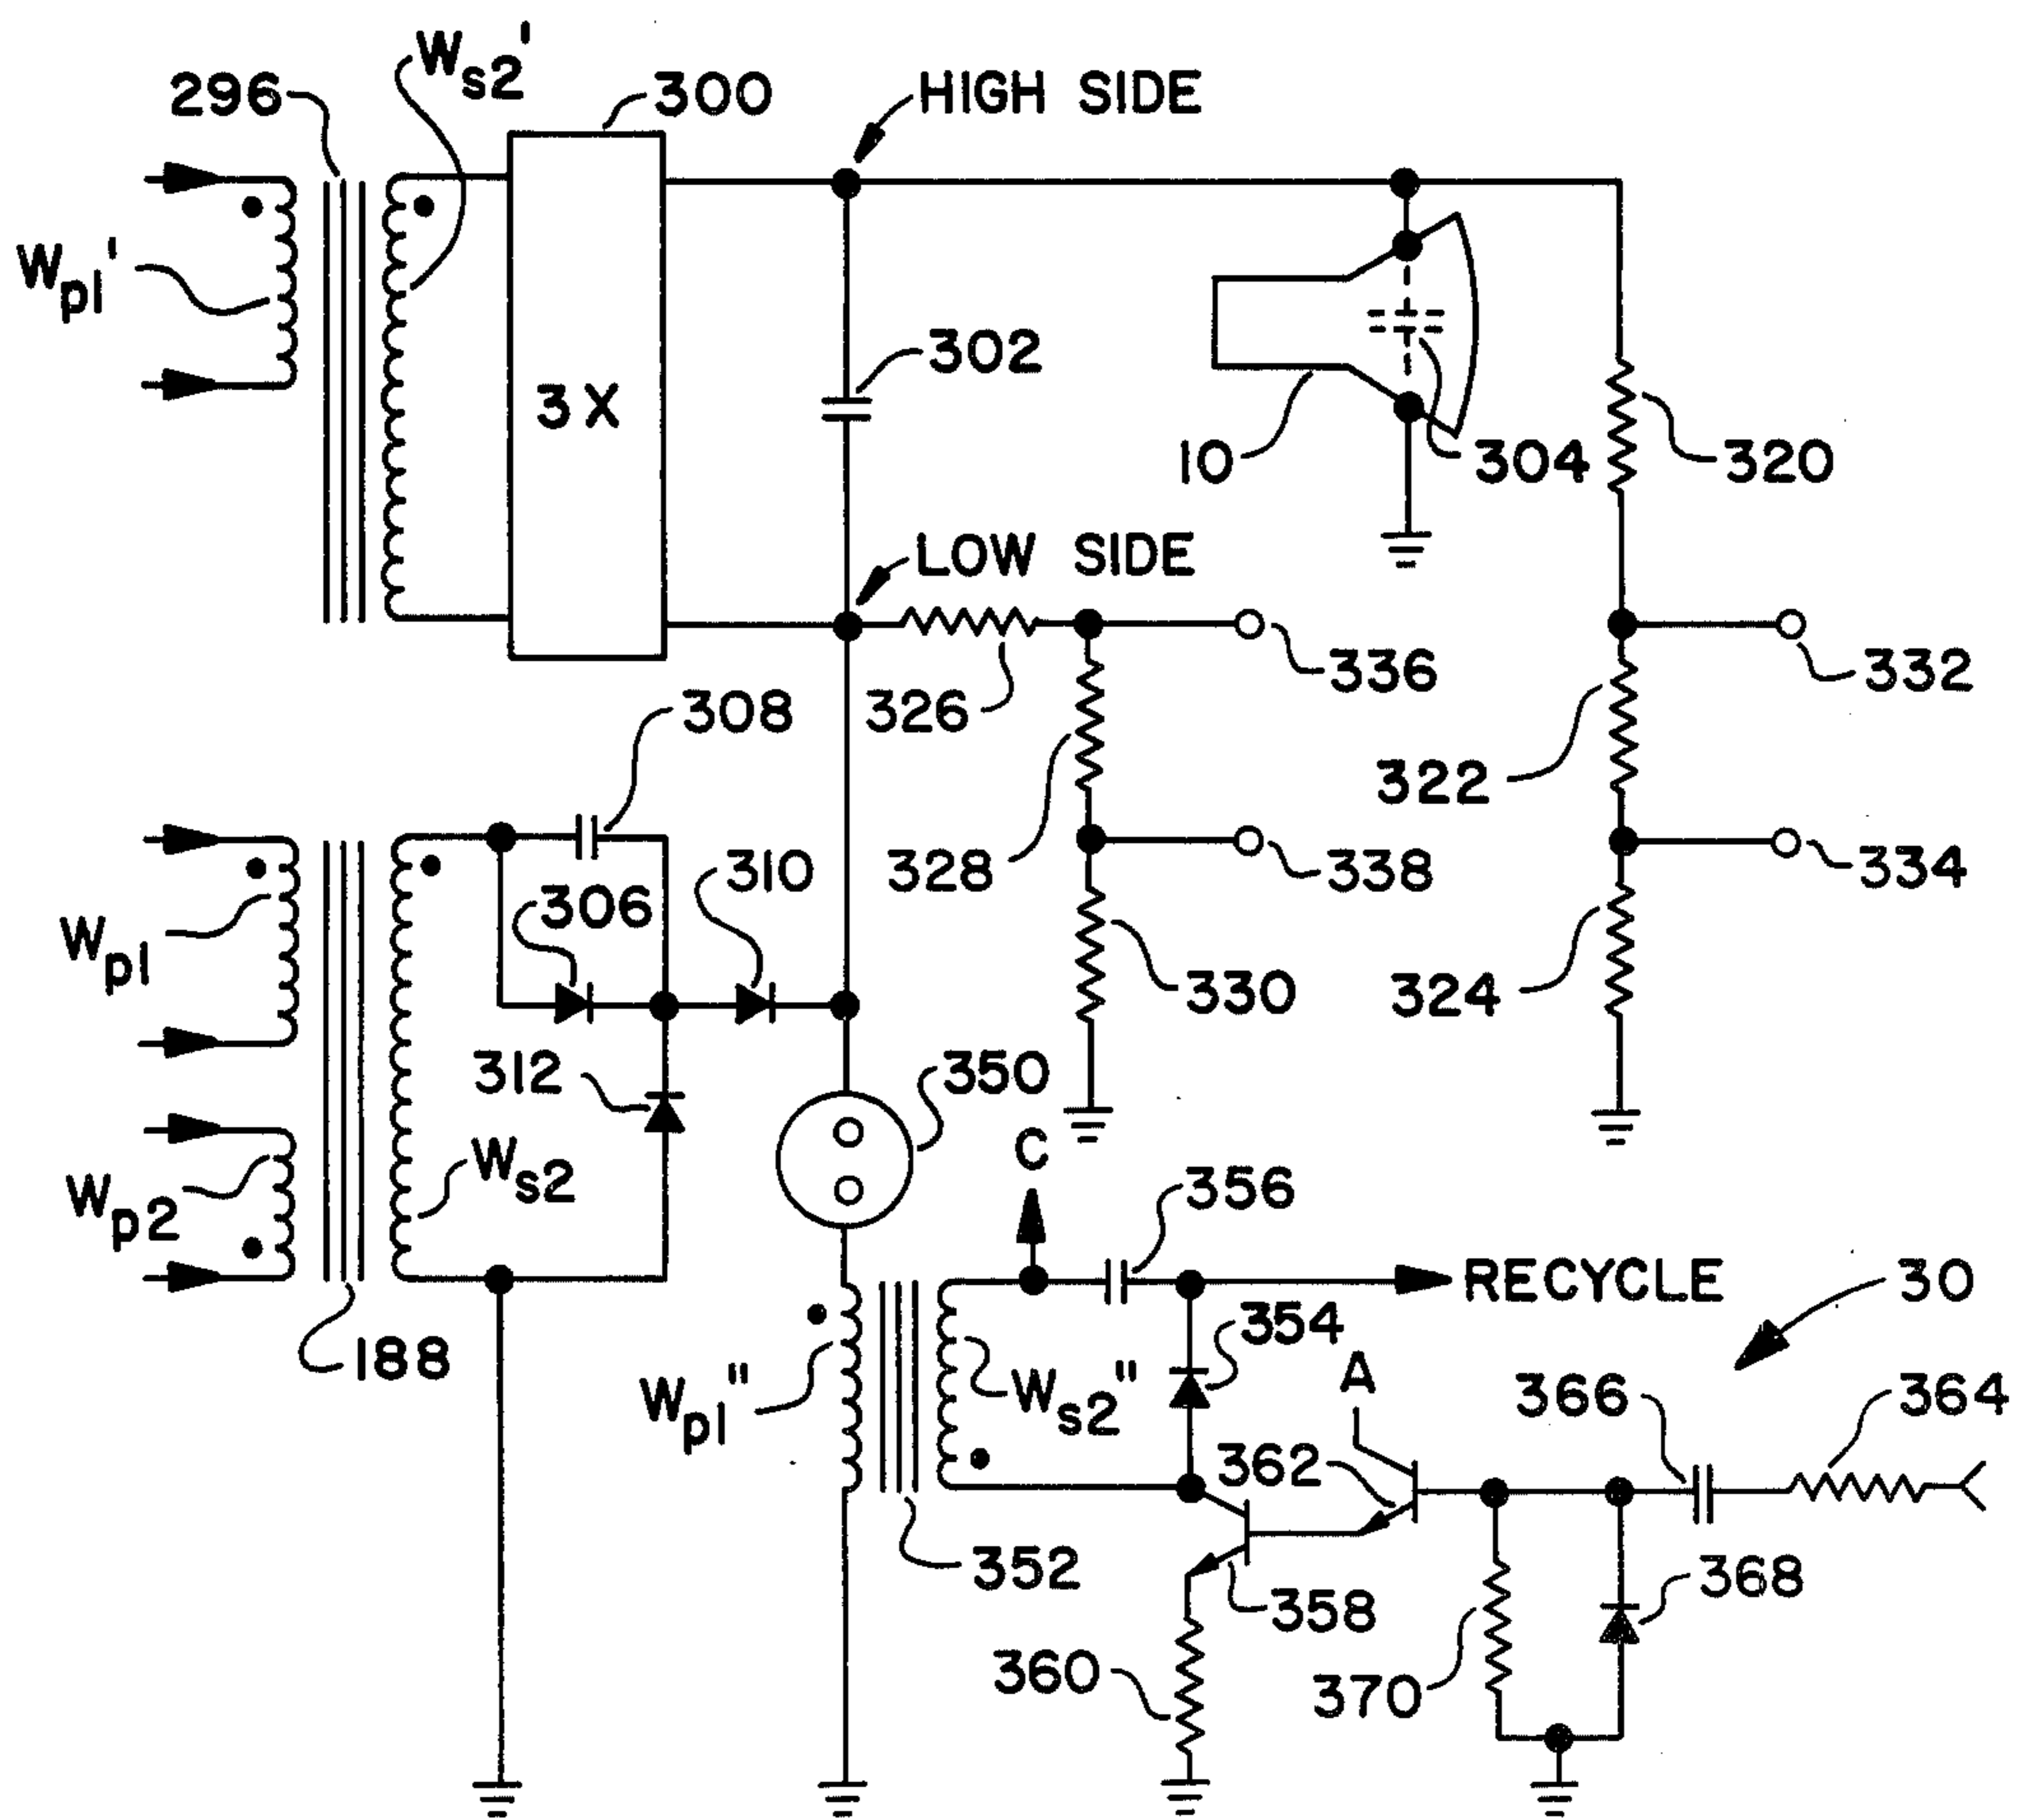 W s2'
296
300
HIGH SIDE
W p1'
302
3X
10
304
320
LOW SIDE
336
332
326
308
322
328
338
334
310
306
W p1
330
324
312
350
C
W s2
356
W p2
RECYCLE
30
354
188
W p1"
W s2"
A
366
364
362
352
358
368
360
370